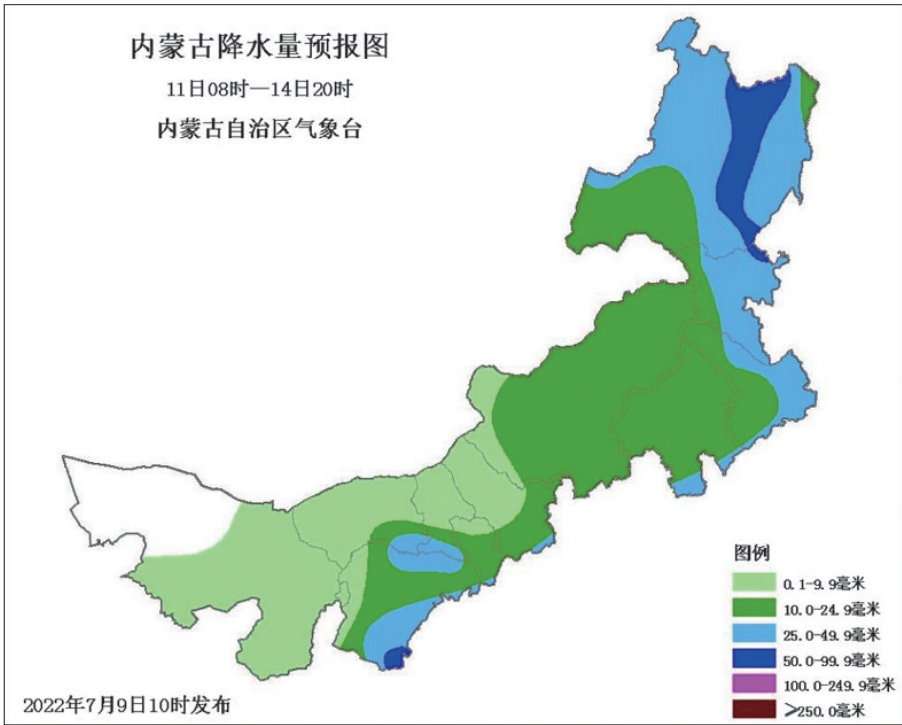 内蒙古降水量预报图
11日08时—14日20时
内蒙古自治区气象台
图例
0.1-9.9毫米
10.0-24.9毫米
25.0-49.9毫米
50.0-99.9毫米
100.0-249.9毫米
≥250.0毫米
2022年7月9日10时发布